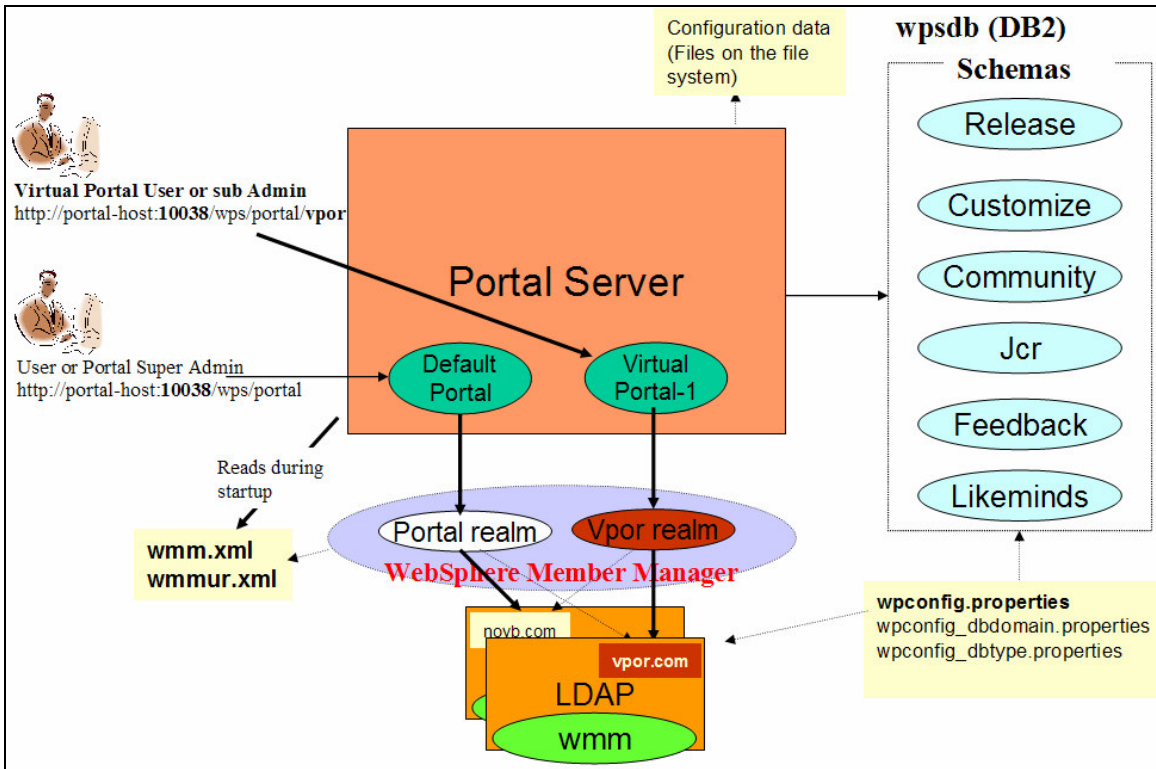 Configuration data
(Files on the file
system)
wpsdb (DB2)
Schemas
Release
Customize
Community
Jcr
Feedback
Likeminds
Virtual Portal User or sub Admin
http://portal-host:10038/wps/portal/vpor
Portal Server
User or Portal Super Admin
http://portal-host:10038/wps/portal
Default
Portal
Virtual
Portal-1
Reads during
startup
wmm.xml
wmmur.xml
Portal realm
Vpor realm
WebSphere Member Manager
novb.com
vpor.com
LDAP
wmm
wpconfig.properties
wpconfig_dbdomain.properties
wpconfig_dbtype.properties